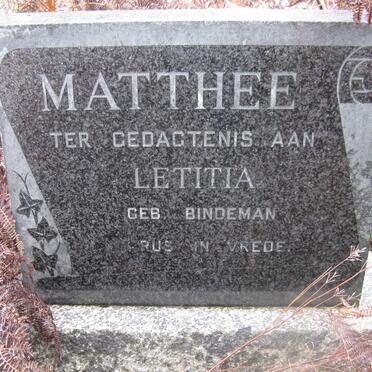 MATTHEE
TER GEDAGTENIS AAN
LETITIA
GEB. BINDEMAN
RUS IN VREDE